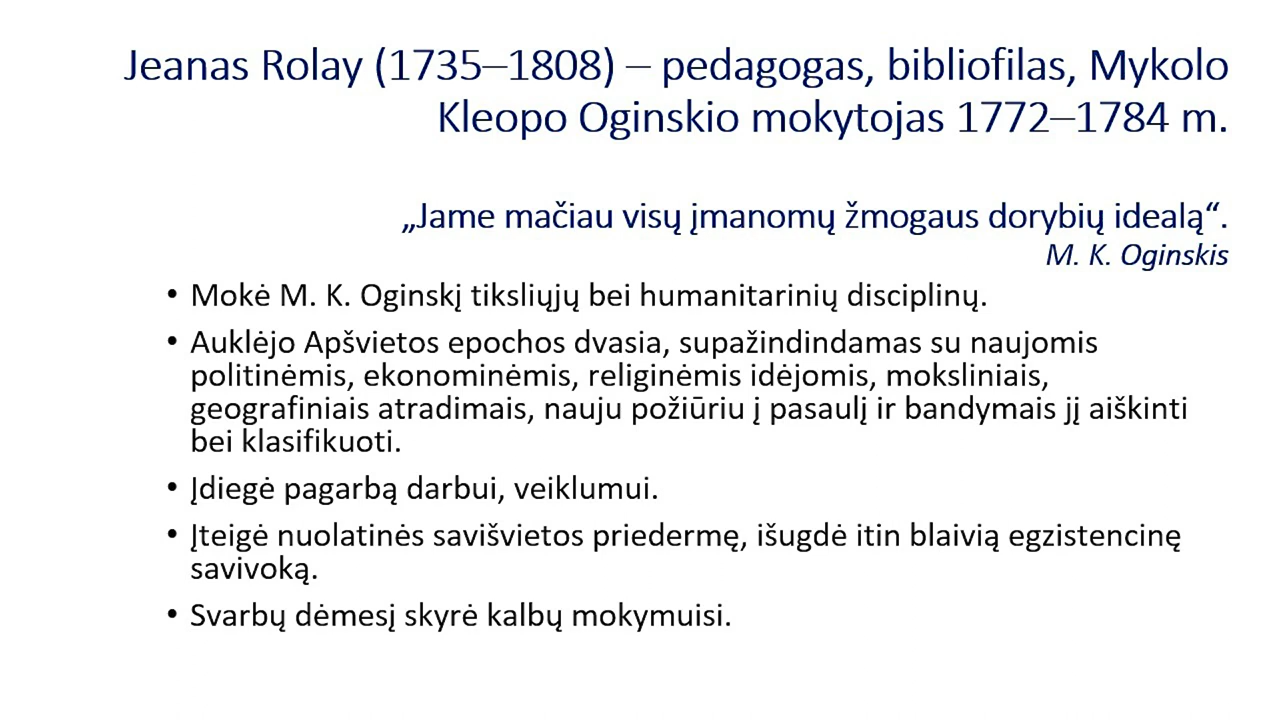 Jeanas Rolay (1735–1808) – pedagogas, bibliofilas, Mykolo
Kleopo Oginskio mokytojas 1772–1784 m.
„Jame mačiau visų įmanomų žmogaus dorybių idealą“.
M. K. Oginskis
• Mokė M. K. Oginskį tiksliųjų bei humanitarinių disciplinų.
• Auklėjo Apšvietos epochos dvasia, supažindindamas su naujomis
politinėmis, ekonominėmis, religinėmis idėjomis, moksliniais,
geografiniais atradimais, nauju požiūriu į pasaulį ir bandymais jį aiškinti
bei klasifikuoti.
• Įdiegė pagarbą darbui, veiklumui.
• Įteigė nuolatinės savišvietos priedermę, išugdė itin blaivią egzistencinę
savivoką.
• Svarbų dėmesį skyrė kalbų mokymuisi.